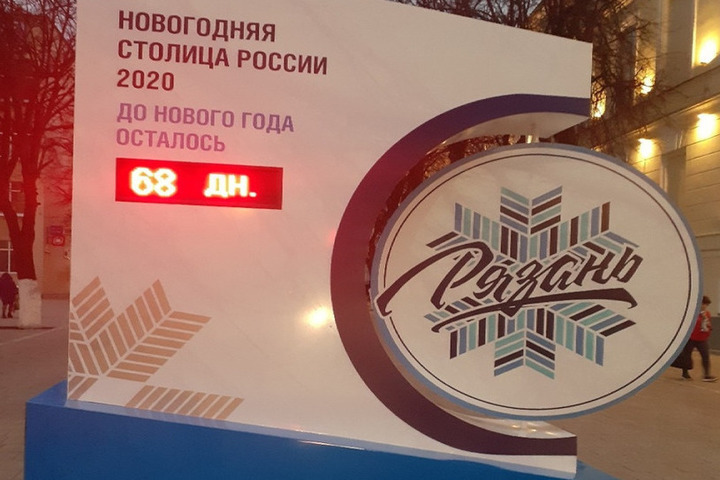 НОВОГОДНЯЯ
СТОЛИЦА РОССИИ
2020
ДО НОВОГО ГОДА
ОСТАЛОСЬ
68 ДН.
Рязань